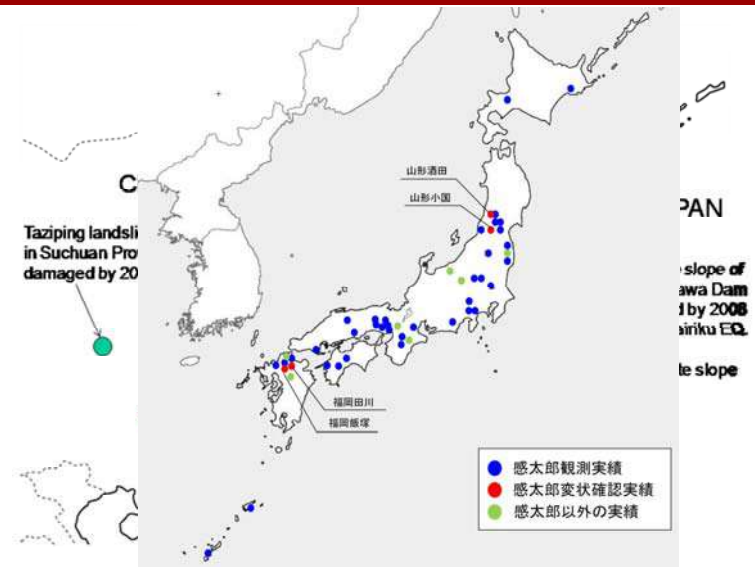 山形酒田
山形小国
C
PAN
Taziping landsli
in Suchuan Pro
damaged by 20
slope of
awa Dam
d by 2008
airiku EQ.
te slope
福岡田川
福岡飯塚
感太郎観測実績
感太郎変状確認実績
感太郎以外の実績